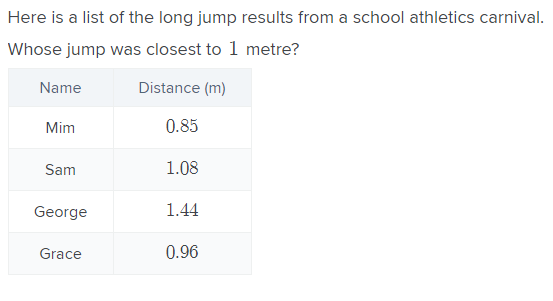 Here is a list of the long jump results from a school athletics carnival.
Whose jump was closest to 1 metre?
Name Distance (m)
Mim 0.85
Sam 1.08
George 1.44
Grace 0.96